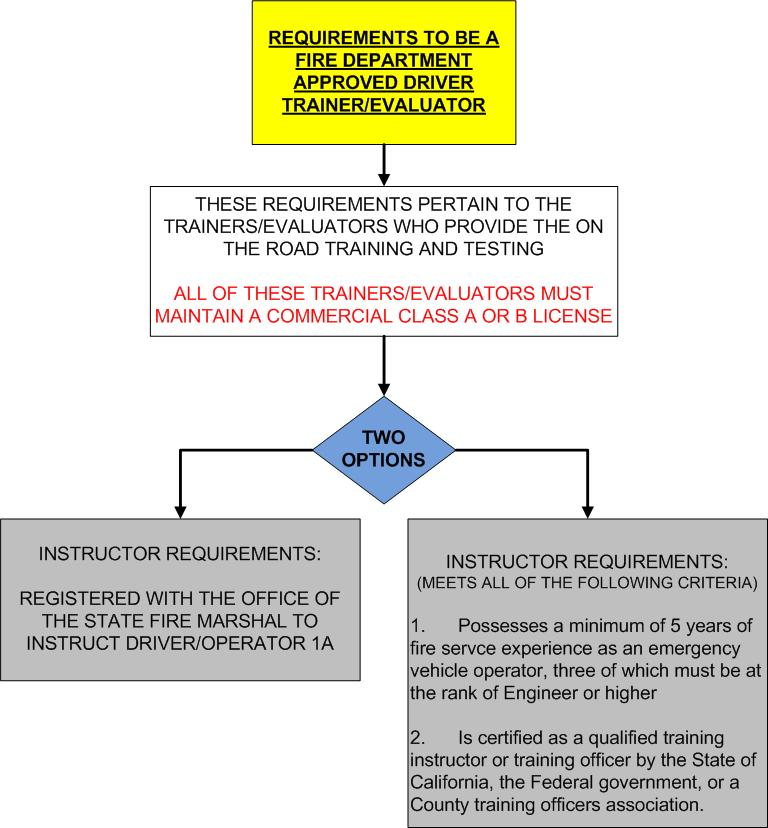 REQUIREMENTS TO BE A
FIRE DEPARTMENT
APPROVED DRIVER
TRAINER/EVALUATOR
THESE REQUIREMENTS PERTAIN TO THE
TRAINERS/EVALUATORS WHO PROVIDE THE ON
THE ROAD TRAINING AND TESTING
ALL OF THESE TRAINERS/EVALUATORS MUST
MAINTAIN A COMMERCIAL CLASS A OR B LICENSE
TWO
OPTIONS
INSTRUCTOR REQUIREMENTS:
REGISTERED WITH THE OFFICE OF
THE STATE FIRE MARSHAL TO
INSTRUCT DRIVER/OPERATOR 1A
INSTRUCTOR REQUIREMENTS:
(MEETS ALL OF THE FOLLOWING CRITERIA)
1. Possesses a minimum of 5 years of
fire servce experience as an emergency
vehicle operator, three of which must be at
the rank of Engineer or higher
2. Is certified as a qualified training
instructor or training officer by the State of
California, the Federal government, or a
County training officers association.